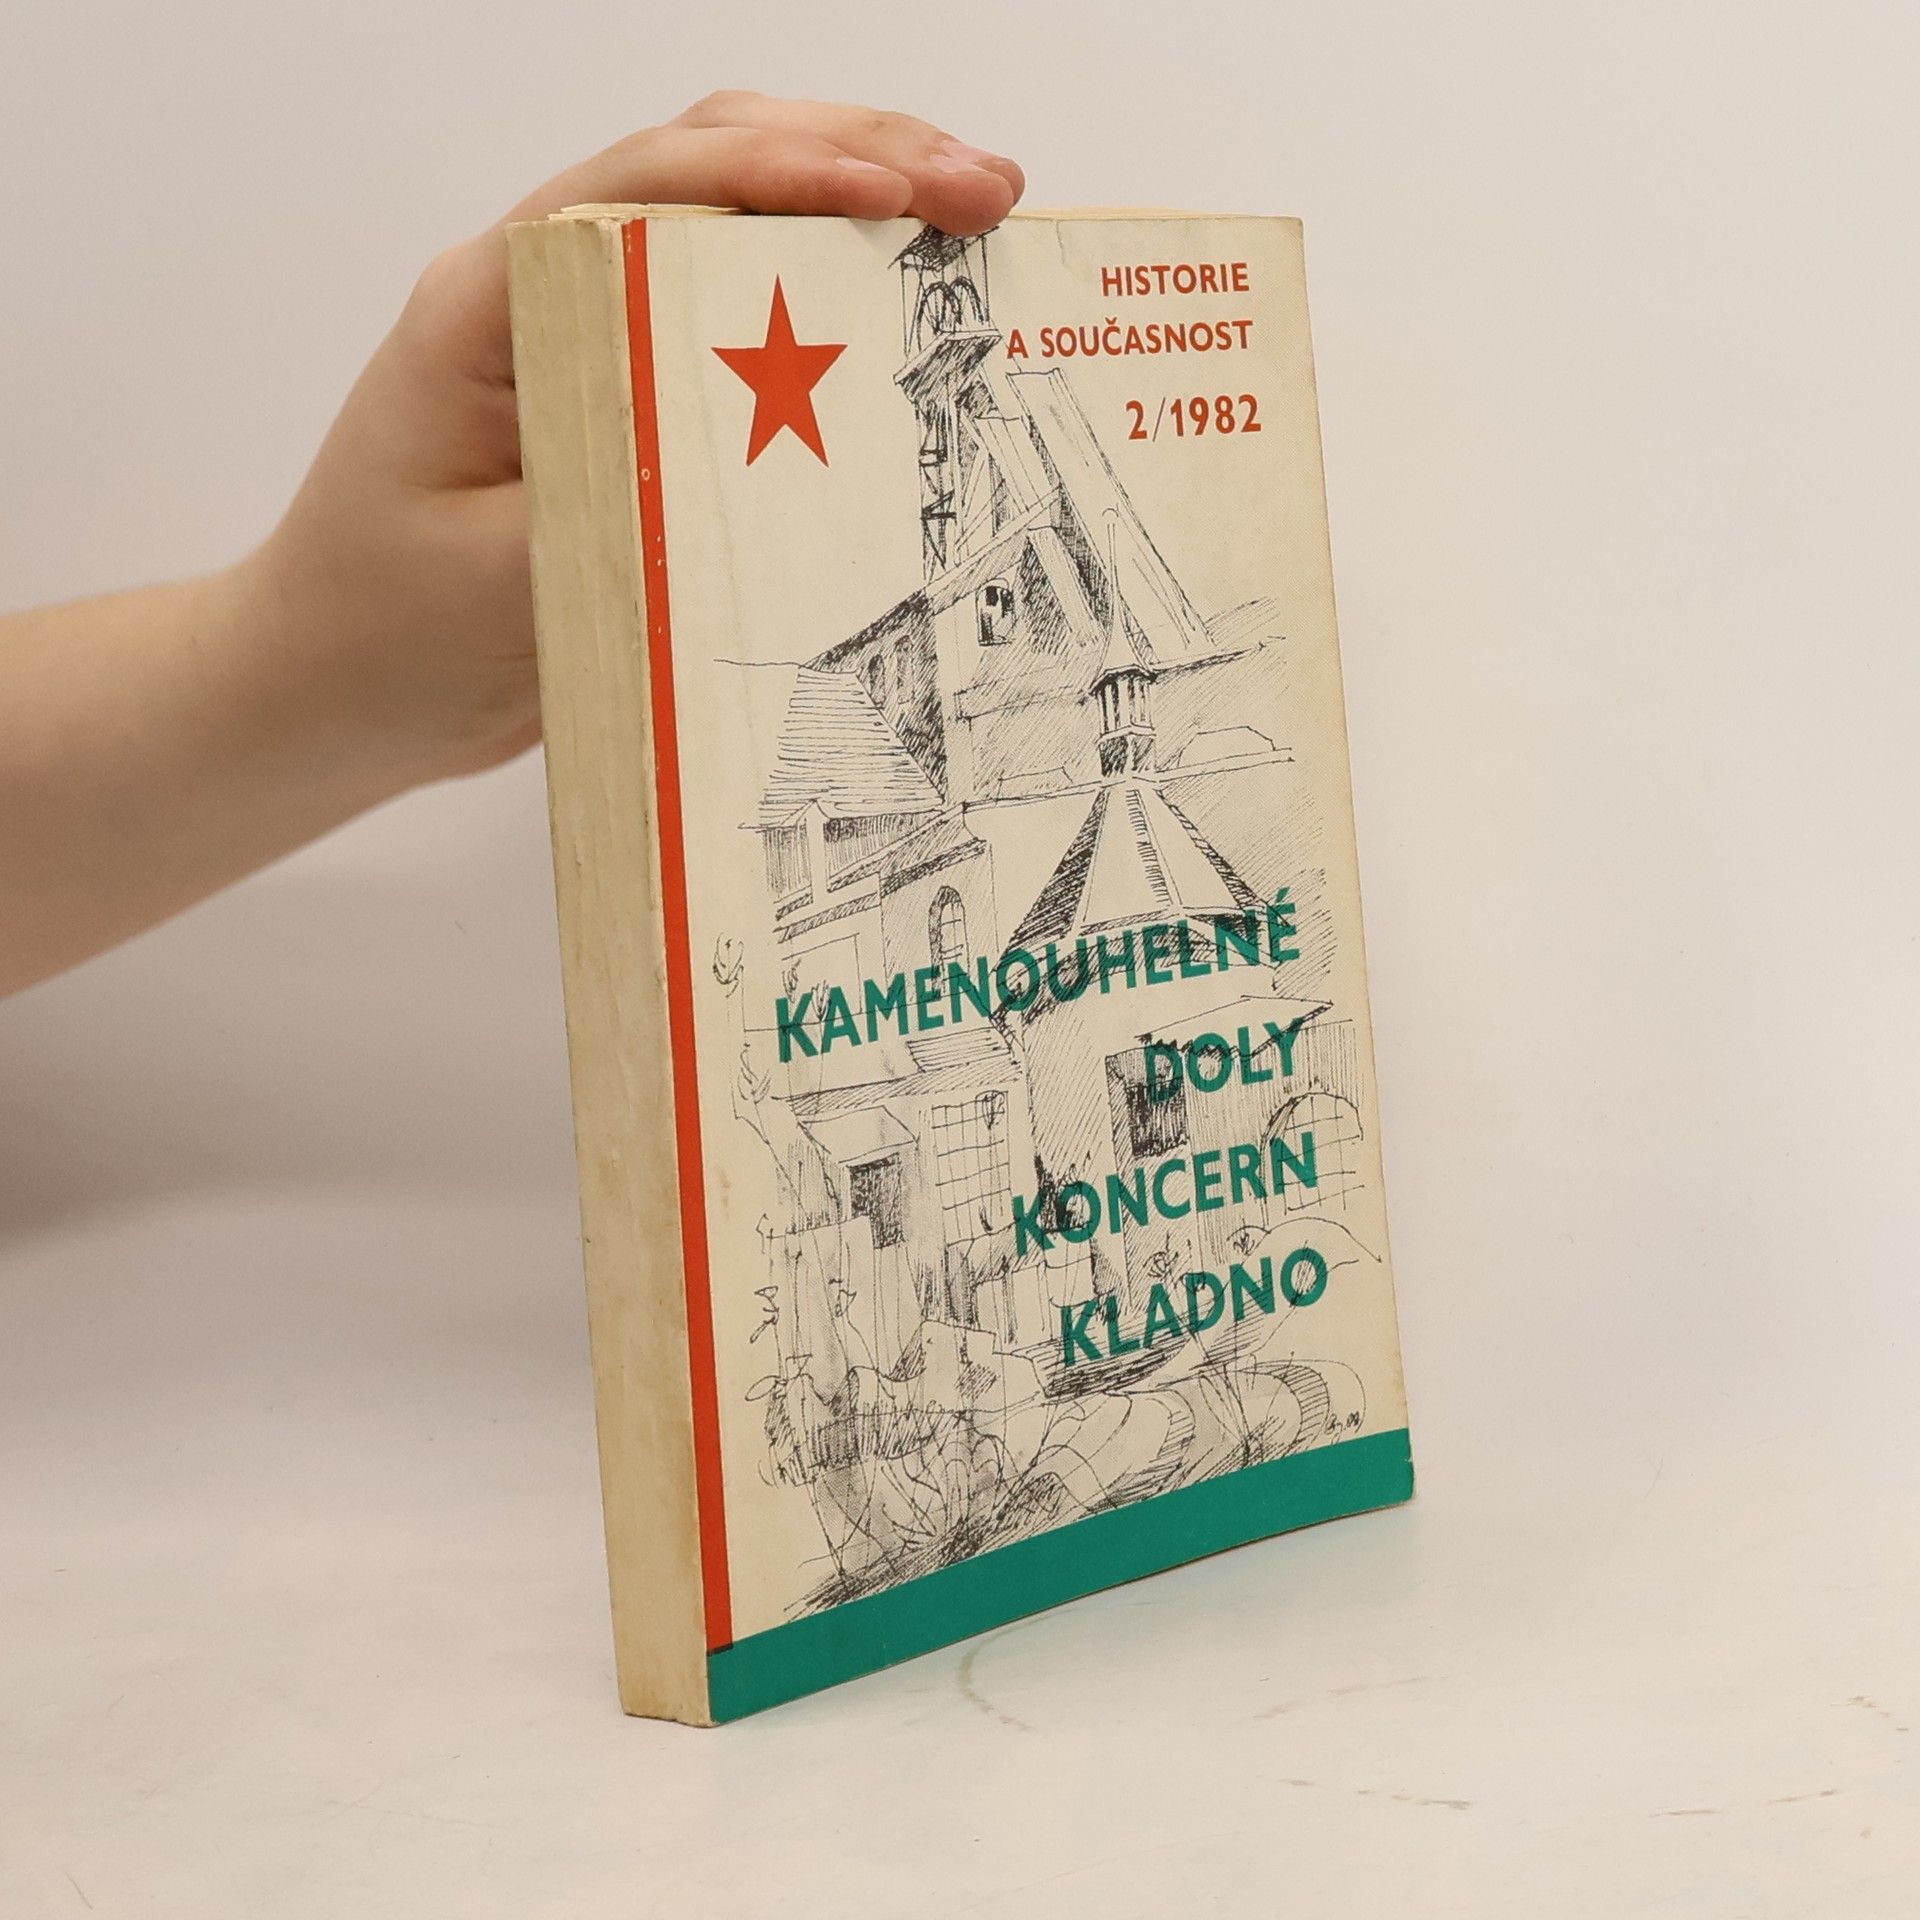 HISTORIE
A SOUČASNOST
2/1982
KAMENOUHELNÉ
DOLY
KONCERN
KLADNO